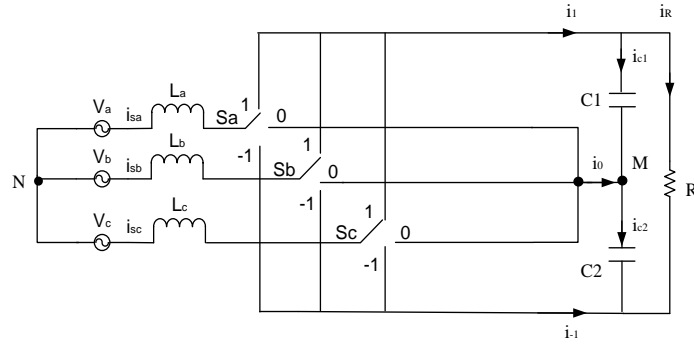 i1
iR
ic1
C1
Va
isa
La
Sa
1
0
-1
Vb
isb
Lb
Sb
1
0
-1
N
i0
M
R
Vc
isc
Lc
Sc
1
0
-1
ic2
C2
i-1